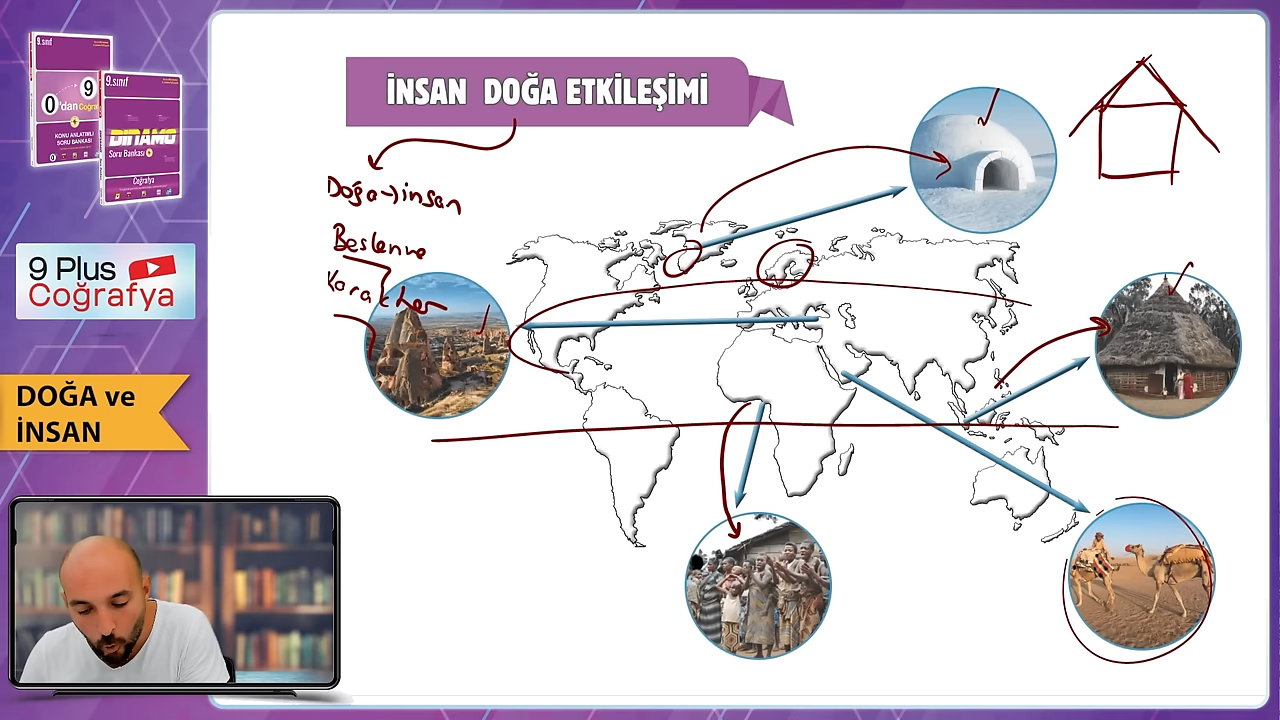 9.sınıf
0'dan Coğraf
9
KONU ANLATIMLI
SORU BANKASI
9.sınıf
DİNAMO
Soru Bankası
Coğrafya
9 Plus
Coğrafya
DOĞA ve
İNSAN
İNSAN DOĞA ETKİLEŞİMİ
Doğa→insan
Beslenme
Karakter